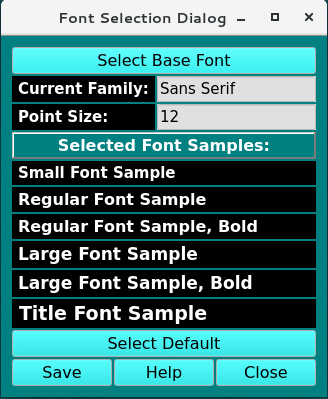 Font Selection Dialog
Select Base Font
Current Family: Sans Serif
Point Size: 12
Selected Font Samples:
Small Font Sample
Regular Font Sample
Regular Font Sample, Bold
Large Font Sample
Large Font Sample, Bold
Title Font Sample
Select Default
Save Help Close